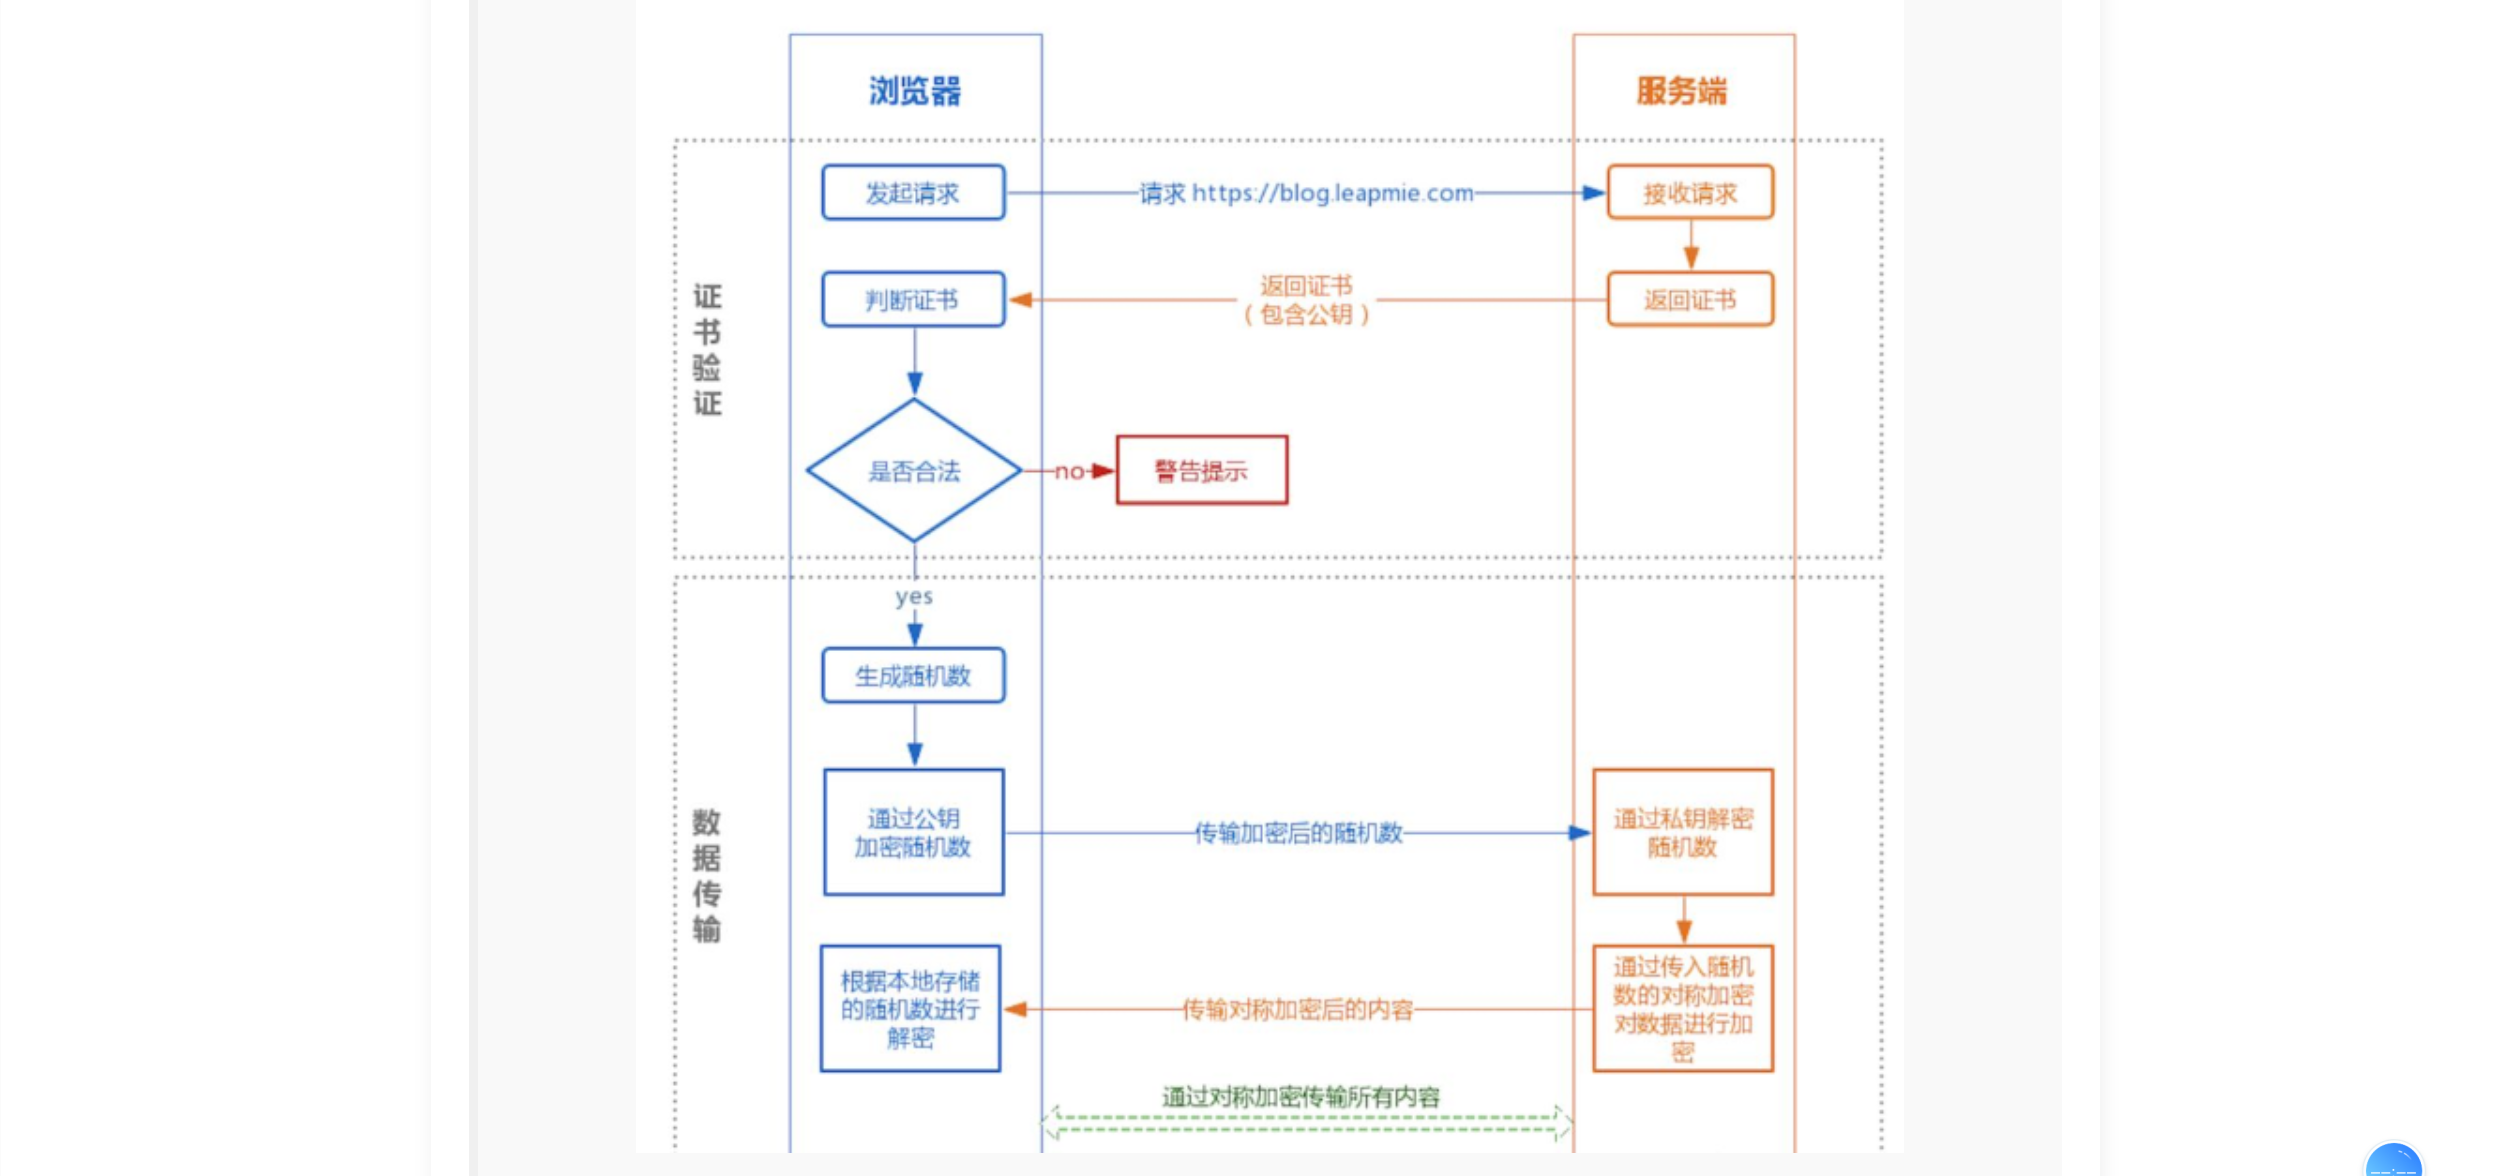 浏览器
服务端
证书验证
发起请求
请求 https://blog.leapmie.com
接收请求
判断证书
返回证书
（包含公钥）
返回证书
是否合法
no
警告提示
yes
数据传输
生成随机数
通过公钥
加密随机数
传输加密后的随机数
通过私钥解密
随机数
根据本地存储
的随机数进行
解密
传输对称加密后的内容
通过传入随机
数的对称加密
对数据进行加
密
通过对称加密传输所有内容